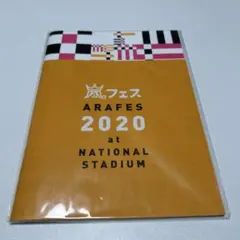 嵐フェス
ARAFES
2020
at
NATIONAL
STADIUM